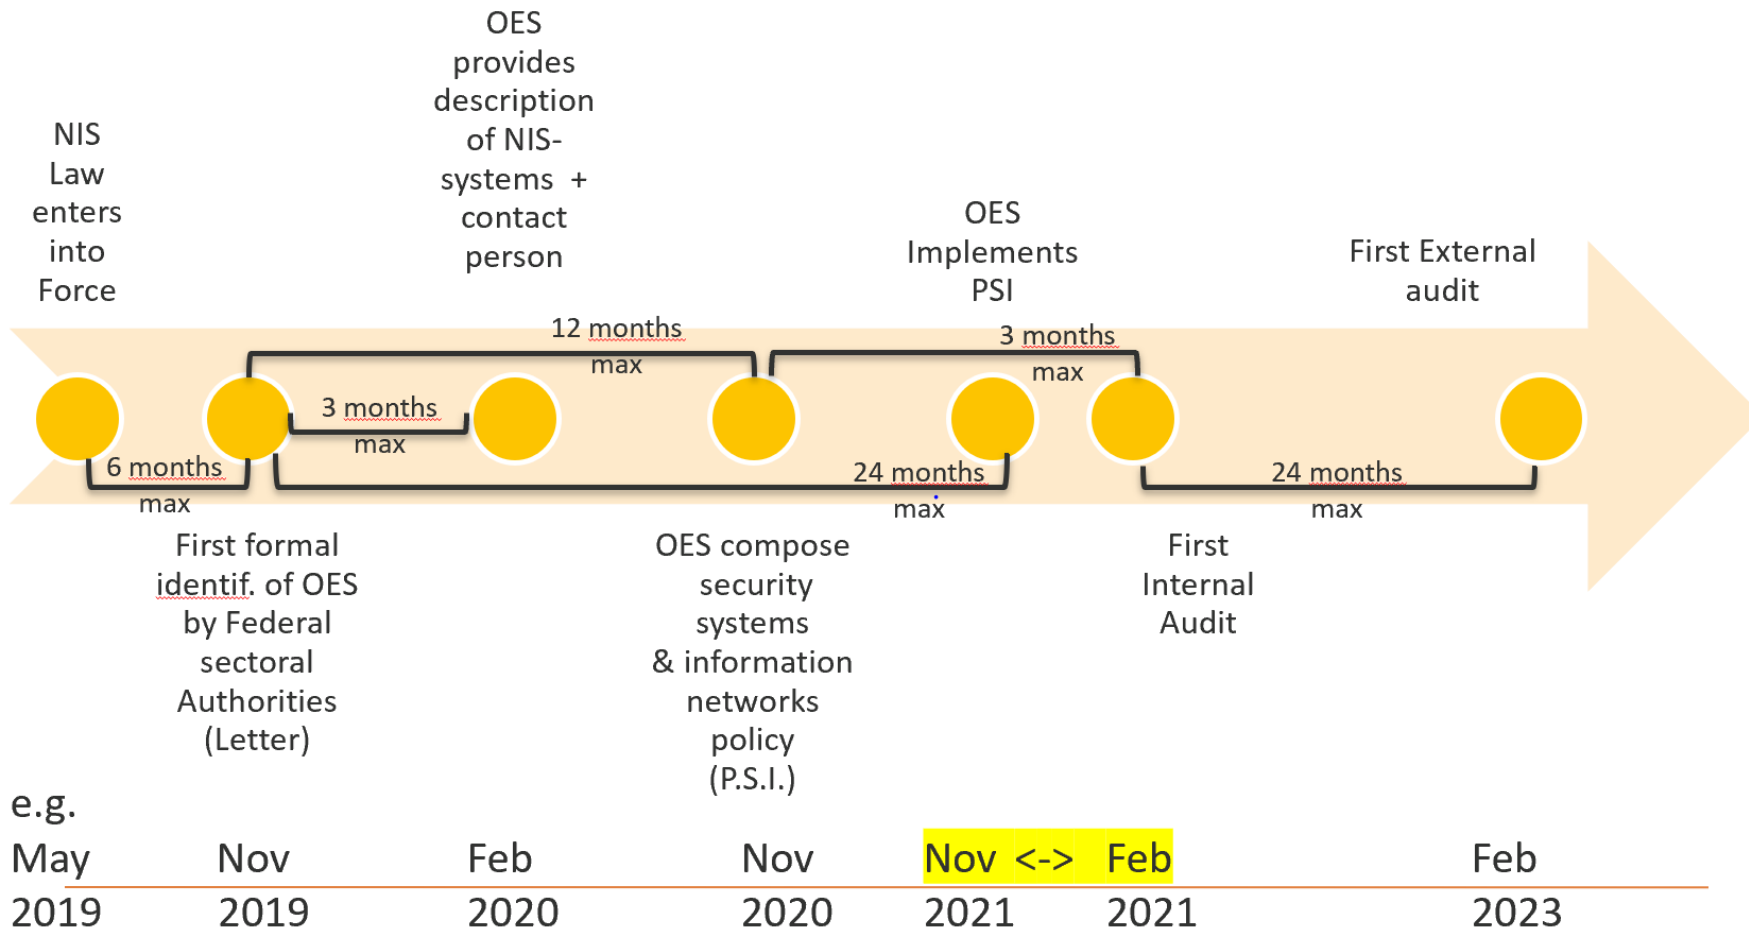 NIS
Law
enters
into
Force
OES
provides
description
of NIS-
systems +
contact
person
OES
Implements
PSI
First External
audit
12 months
max
3 months
max
3 months
max
6 months
max
24 months
max
24 months
max
First formal
identif. of OES
by Federal
sectoral
Authorities
(Letter)
OES compose
security
systems
& information
networks
policy
(P.S.I.)
First
Internal
Audit
e.g.
May Nov Feb Nov Nov <-> Feb Feb
2019 2019 2020 2020 2021 2021 2023